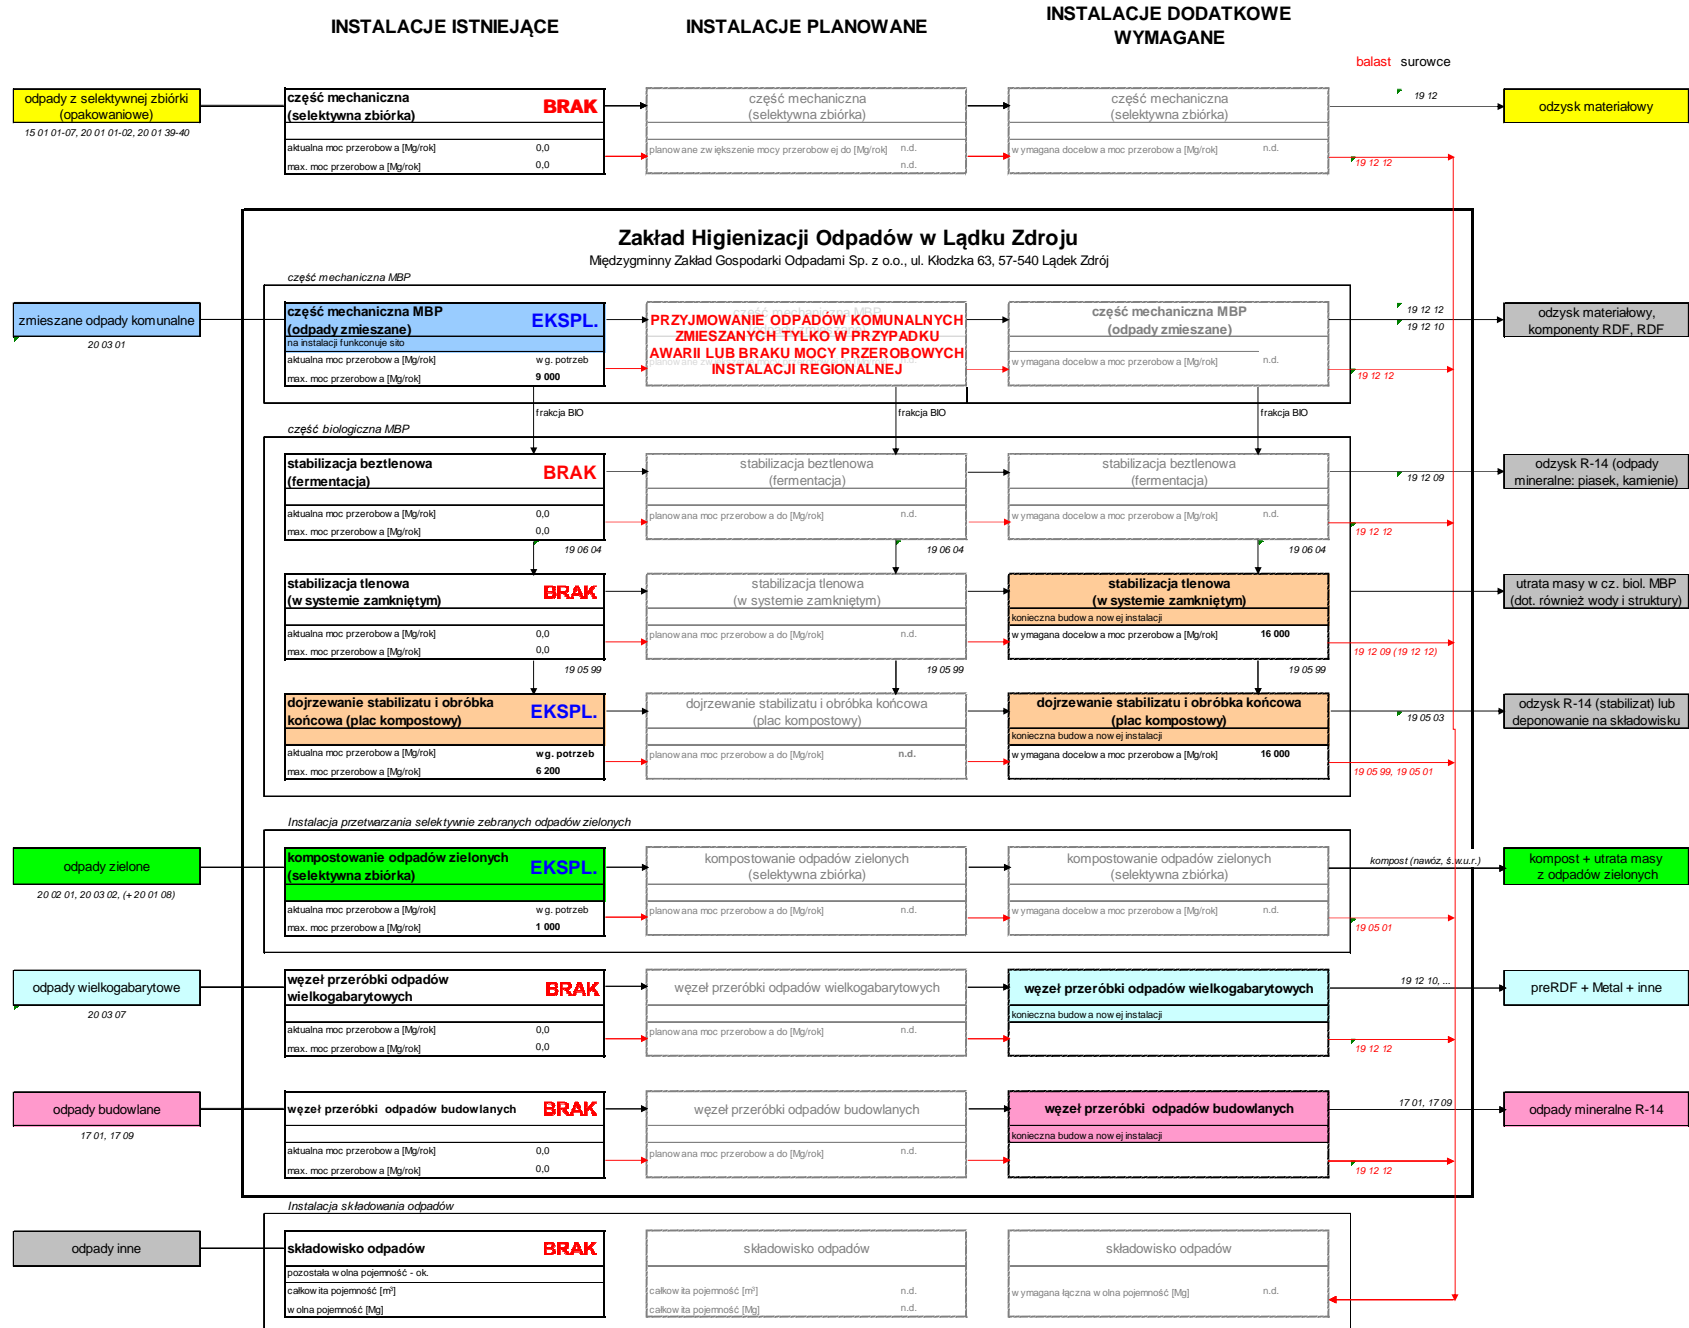 INSTALACJE ISTNIEJĄCE
INSTALACJE PLANOWANE
INSTALACJE DODATKOWE
WYMAGANE
balast surowce
odpady z selektywnej zbiórki
(opakowaniowe)
15 01 01-07, 20 01 01-02, 20 01 39-40
część mechaniczna
(selektywna zbiórka)
BRAK
aktualna moc przerobowa [Mg/rok] 0,0
max. moc przerobowa [Mg/rok] 0,0
część mechaniczna
(selektywna zbiórka)
planowane zwiększenie mocy przerobowej do [Mg/rok] n.d.
n.d.
część mechaniczna
(selektywna zbiórka)
wymagana docelowa moc przerobowa [Mg/rok] n.d.
19 12
19 12 12
odzysk materiałowy
Zakład Higienizacji Odpadów w Lądku Zdroju
Międzygminny Zakład Gospodarki Odpadami Sp. z o.o., ul. Kłodzka 63, 57-540 Lądek Zdrój
część mechaniczna MBP
zmieszane odpady komunalne
20 03 01
część mechaniczna MBP
(odpady zmieszane)
EKSPL.
na instalacji funkconuje sito
aktualna moc przerobowa [Mg/rok] wg. potrzeb
max. moc przerobowa [Mg/rok] 9 000
PRZYJMOWANIE ODPADÓW KOMUNALNYCH
ZMIESZANYCH TYLKO W PRZYPADKU
AWARII LUB BRAKU MOCY PRZEROBOWYCH
INSTALACJI REGIONALNEJ
część mechaniczna MBP
(odpady zmieszane)
wymagana docelowa moc przerobowa [Mg/rok] n.d.
19 12 12
19 12 10
19 12 12
odzysk materiałowy,
komponenty RDF, RDF
frakcja BIO
frakcja BIO
frakcja BIO
część biologiczna MBP
stabilizacja beztlenowa
(fermentacja)
BRAK
aktualna moc przerobowa [Mg/rok] 0,0
max. moc przerobowa [Mg/rok] 0,0
stabilizacja beztlenowa
(fermentacja)
planowana moc przerobowa do [Mg/rok] n.d.
stabilizacja beztlenowa
(fermentacja)
wymagana docelowa moc przerobowa [Mg/rok] n.d.
19 12 09
19 12 12
odzysk R-14 (odpady
mineralne: piasek, kamienie)
19 06 04
19 06 04
19 06 04
stabilizacja tlenowa
(w systemie zamkniętym)
BRAK
aktualna moc przerobowa [Mg/rok] 0,0
max. moc przerobowa [Mg/rok] 0,0
stabilizacja tlenowa
(w systemie zamkniętym)
planowana moc przerobowa do [Mg/rok] n.d.
stabilizacja tlenowa
(w systemie zamkniętym)
konieczna budowa nowej instalacji
wymagana docelowa moc przerobowa [Mg/rok] 16 000
19 12 09 (19 12 12)
utrata masy w cz. biol. MBP
(dot. również wody i struktury)
19 05 99
19 05 99
19 05 99
dojrzewanie stabilizatu i obróbka
końcowa (plac kompostowy)
EKSPL.
aktualna moc przerobowa [Mg/rok] wg. potrzeb
max. moc przerobowa [Mg/rok] 6 200
dojrzewanie stabilizatu i obróbka końcowa
(plac kompostowy)
planowana moc przerobowa do [Mg/rok] n.d.
dojrzewanie stabilizatu i obróbka końcowa
(plac kompostowy)
konieczna budowa nowej instalacji
wymagana docelowa moc przerobowa [Mg/rok] 16 000
19 05 03
19 05 99, 19 05 01
odzysk R-14 (stabilizat) lub
deponowanie na składowisku
Instalacja przetwarzania selektywnie zebranych odpadów zielonych
odpady zielone
20 02 01, 20 03 02, (+ 20 01 08)
kompostowanie odpadów zielonych
(selektywna zbiórka)
EKSPL.
aktualna moc przerobowa [Mg/rok] wg. potrzeb
max. moc przerobowa [Mg/rok] 1 000
kompostowanie odpadów zielonych
(selektywna zbiórka)
planowana moc przerobowa do [Mg/rok] n.d.
kompostowanie odpadów zielonych
(selektywna zbiórka)
wymagana docelowa moc przerobowa [Mg/rok] n.d.
kompost (nawóz, ś.w.u.r.)
19 05 01
kompost + utrata masy
z odpadów zielonych
odpady wielkogabarytowe
20 03 07
węzeł przeróbki odpadów
wielkogabarytowych
BRAK
aktualna moc przerobowa [Mg/rok] 0,0
max. moc przerobowa [Mg/rok] 0,0
węzeł przeróbki odpadów wielkogabarytowych
planowana moc przerobowa do [Mg/rok] n.d.
węzeł przeróbki odpadów wielkogabarytowych
konieczna budowa nowej instalacji
19 12 10, ...
19 12 12
preRDF + Metal + inne
odpady budowlane
17 01, 17 09
węzeł przeróbki odpadów budowlanych
BRAK
aktualna moc przerobowa [Mg/rok] 0,0
max. moc przerobowa [Mg/rok] 0,0
węzeł przeróbki odpadów budowlanych
planowana moc przerobowa do [Mg/rok] n.d.
węzeł przeróbki odpadów budowlanych
konieczna budowa nowej instalacji
17 01, 17 09
19 12 12
odpady mineralne R-14
Instalacja składowania odpadów
odpady inne
składowisko odpadów
BRAK
pozostała wolna pojemność - ok.
całkowita pojemność [m³]
wolna pojemność [Mg]
składowisko odpadów
całkowita pojemność [m³] n.d.
całkowita pojemność [Mg] n.d.
składowisko odpadów
wymagana łączna wolna pojemność [Mg] n.d.